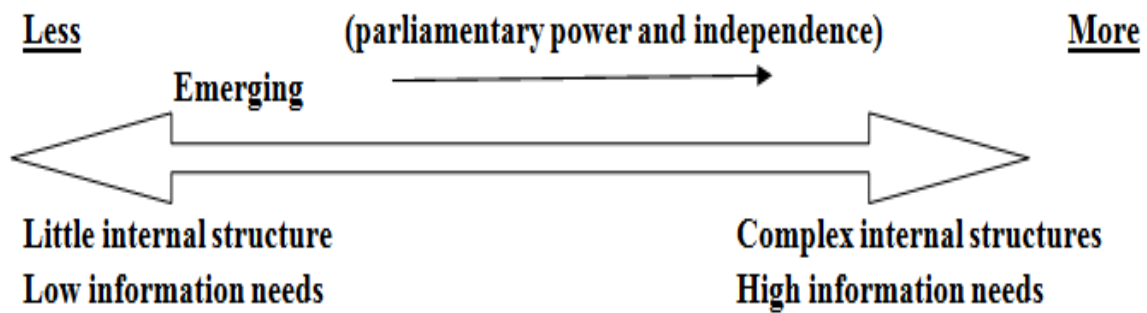 Less (parliamentary power and independence) More
Emerging
Little internal structure Complex internal structures
Low information needs High information needs